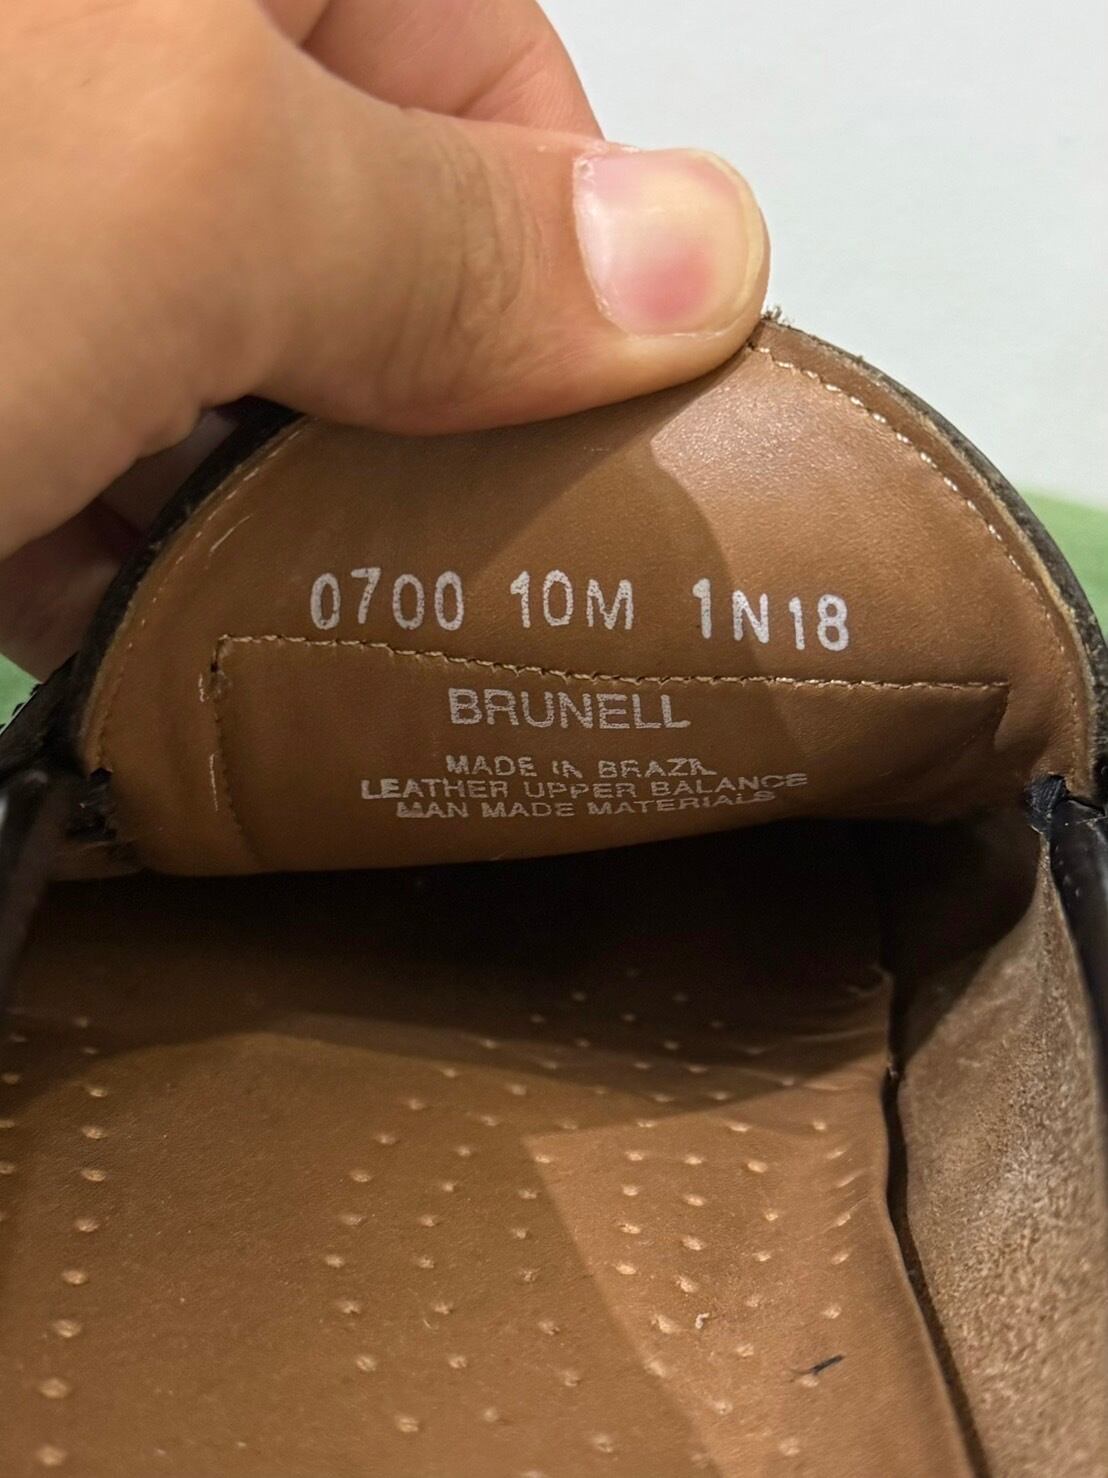 0700 10M 1N18
BRUNELL
MADE IN BRAZIL
LEATHER UPPER BALANCE
MAN MADE MATERIALS